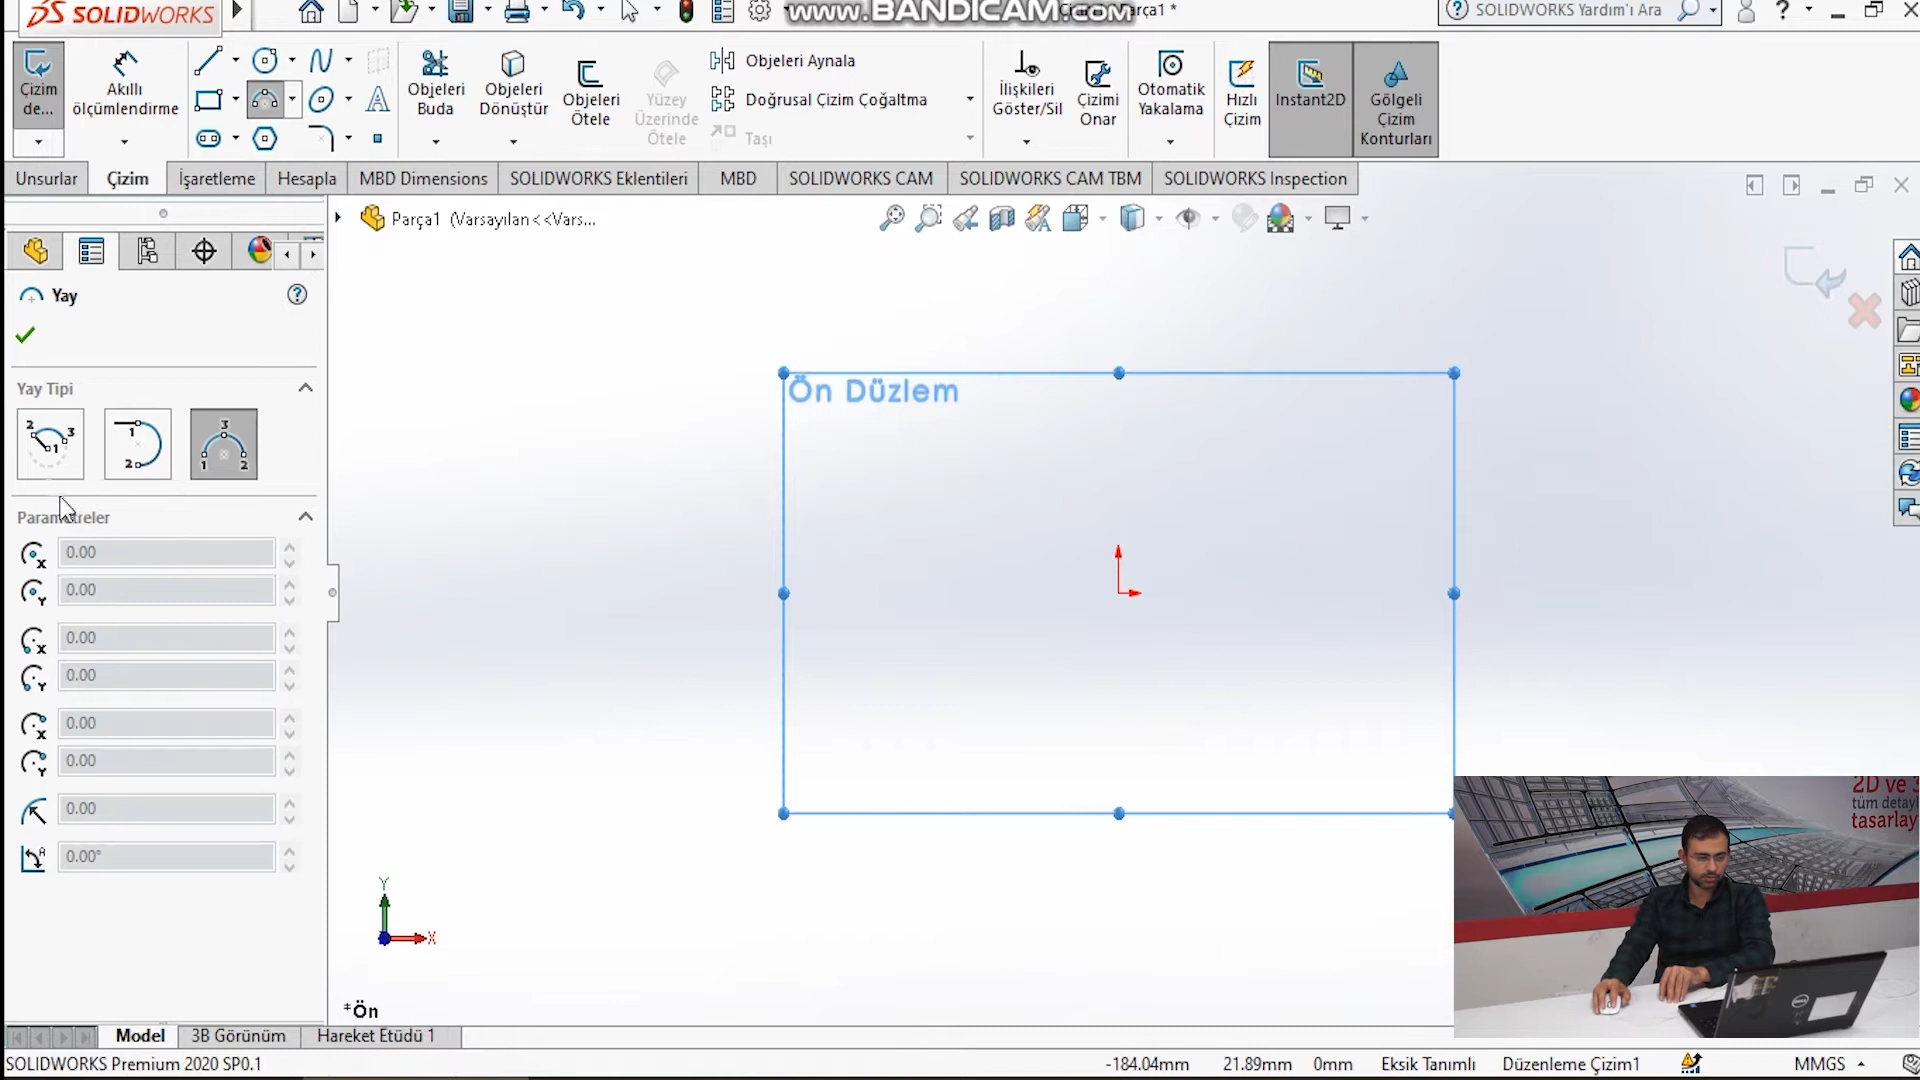 SOLIDWORKS
www.BANDICAM.com
SOLIDWORKS Yardım'ı Ara
Çizim de...
Akıllı ölçümlendirme
Objeleri Buda
Objeleri Dönüştür
Objeleri Ötele
Yüzey Üzerinde Ötele
Objeleri Aynala
Doğrusal Çizim Çoğaltma
Taşı
İlişkileri Göster/Sil
Çizimi Onar
Otomatik Yakalama
Hızlı Çizim
Instant2D
Gölgeli Çizim Konturları
Unsurlar
Çizim
İşaretleme
Hesapla
MBD Dimensions
SOLIDWORKS Eklentileri
MBD
SOLIDWORKS CAM
SOLIDWORKS CAM TBM
SOLIDWORKS Inspection
Parça1 (Varsayılan<<Vars...
Yay
Yay Tipi
Parametreler
0.00
0.00
0.00
0.00
0.00
0.00
0.00
0.00°
Ön Düzlem
Y
X
*Ön
2D ve 3
tüm detayl
tasarlay
Model
3B Görünüm
Hareket Etüdü 1
SOLIDWORKS Premium 2020 SP0.1
-184.04mm
21.89mm
0mm
Eksik Tanımlı
Düzenleme Çizim1
MMGS